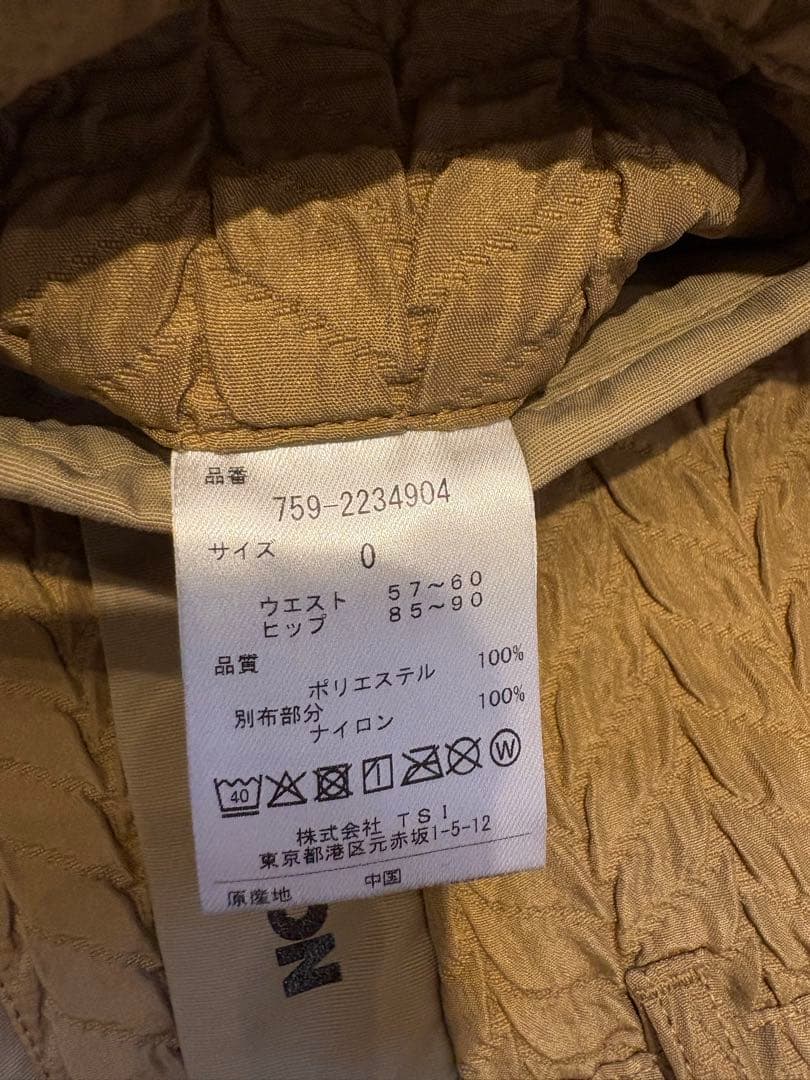 品番
759-2234904
サイズ 0
ウエスト 57～60
ヒップ 85～90
品質
ポリエステル 100%
別布部分
ナイロン 100%
40 W
株式会社 TSI
東京都港区元赤坂1-5-12
原産地 中国
NO